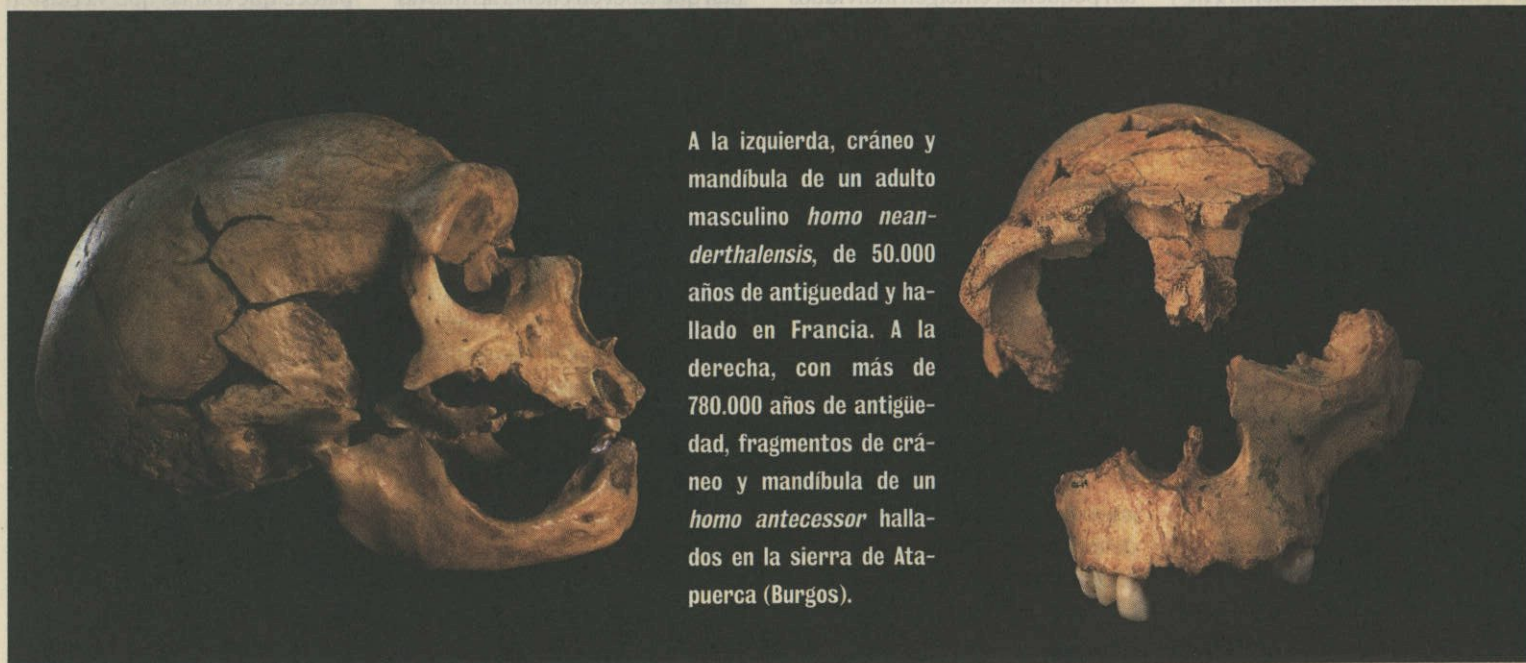 A la izquierda, cráneo y
mandíbula de un adulto
masculino homo nean-
derthalensis, de 50.000
años de antiguedad y ha-
llado en Francia. A la
derecha, con más de
780.000 años de antigüe-
dad, fragmentos de crá-
neo y mandíbula de un
homo antecessor halla-
dos en la sierra de Ata-
puerca (Burgos).